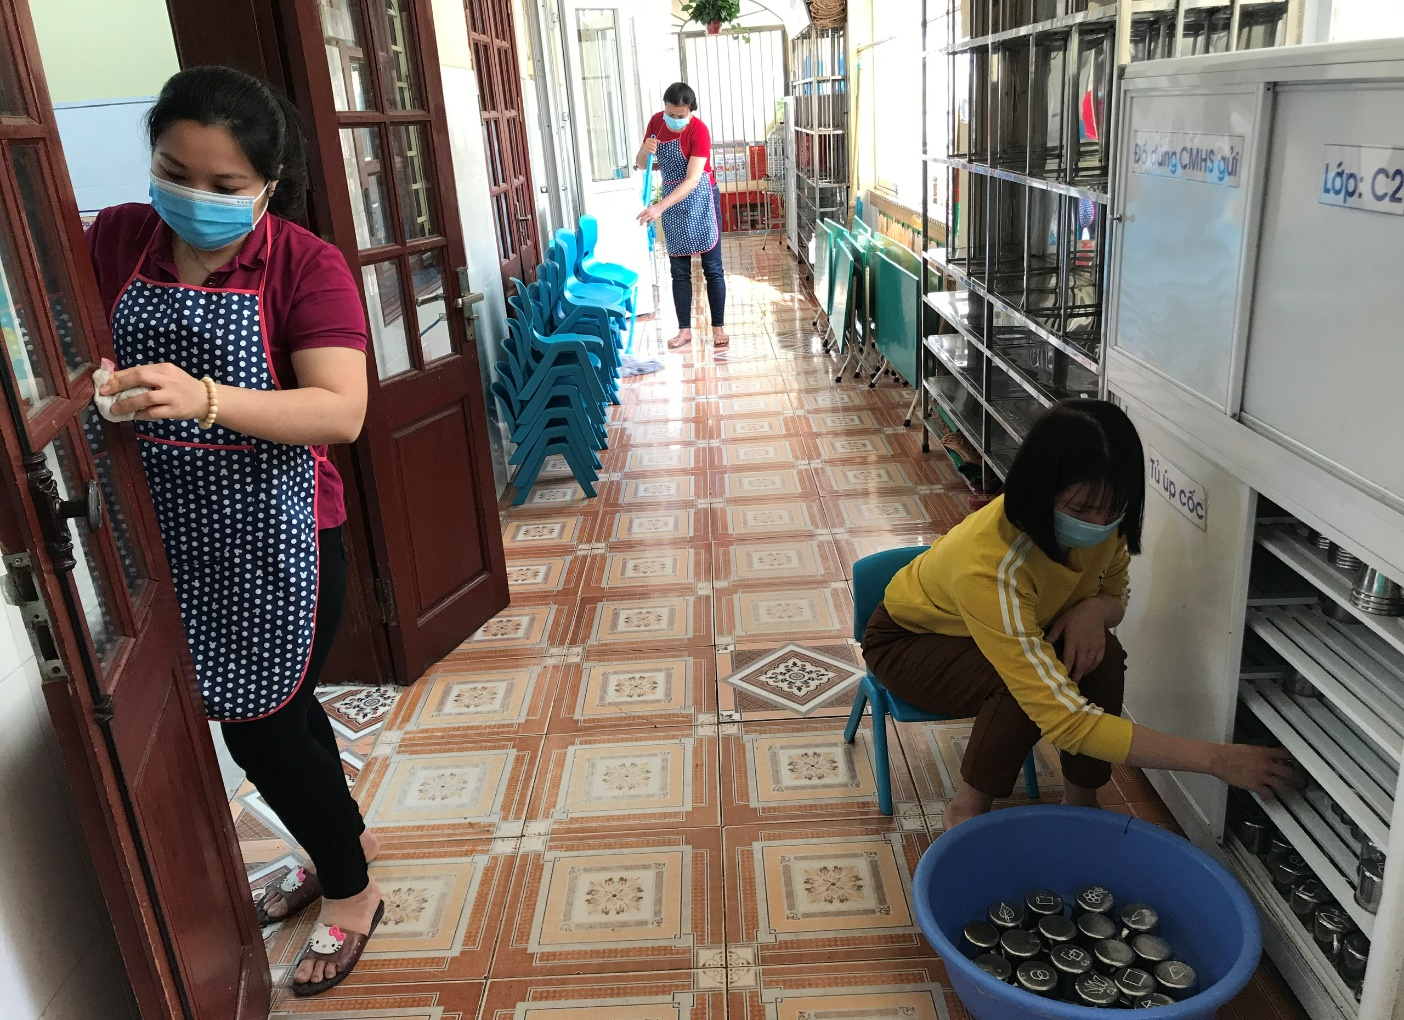 Đồ dùng CMHS gửi
Lớp: C2
Tủ úp cốc